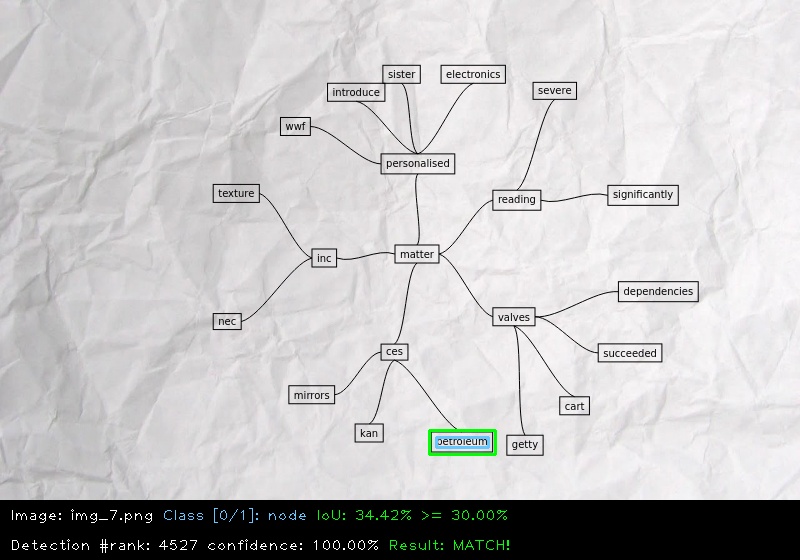 sister
electronics
introduce
severe
wwf
personalised
texture
reading
significantly
inc
matter
dependencies
valves
nec
ces
succeeded
mirrors
cart
kan
petroleum
getty
Image: img_7.png Class [0/1]: node IoU: 34.42% >= 30.00%
Detection #rank: 4527 confidence: 100.00% Result: MATCH!